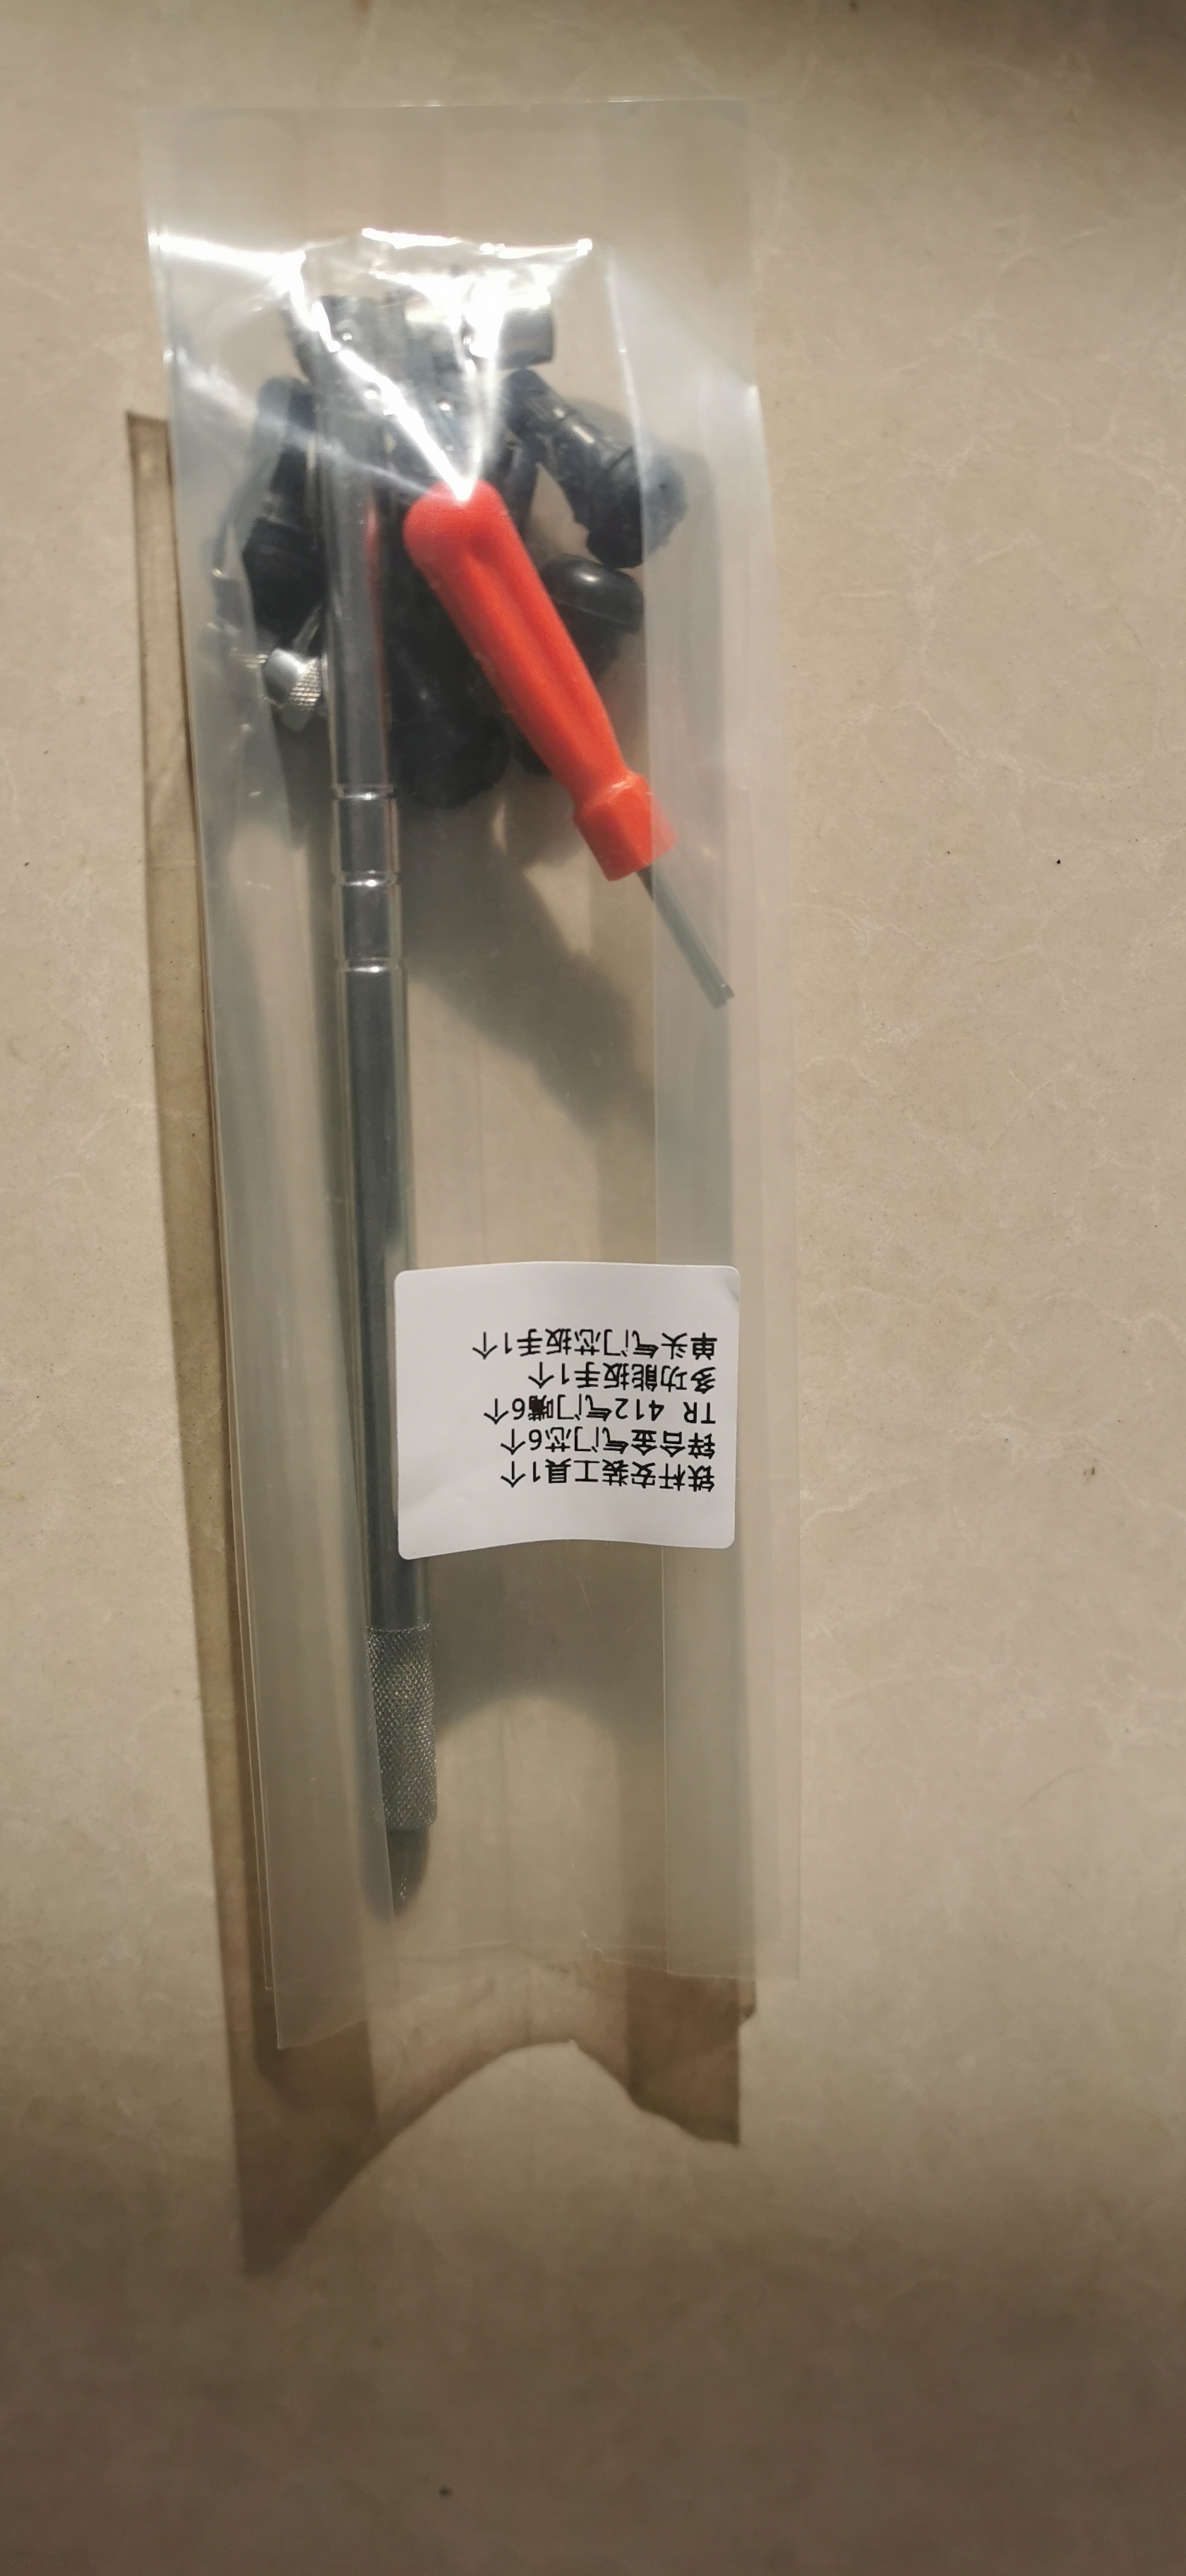 铁杆安装工具1个
锌合金气门芯6个
TR 412气门嘴6个
多功能扳手1个
单头气门芯扳手1个